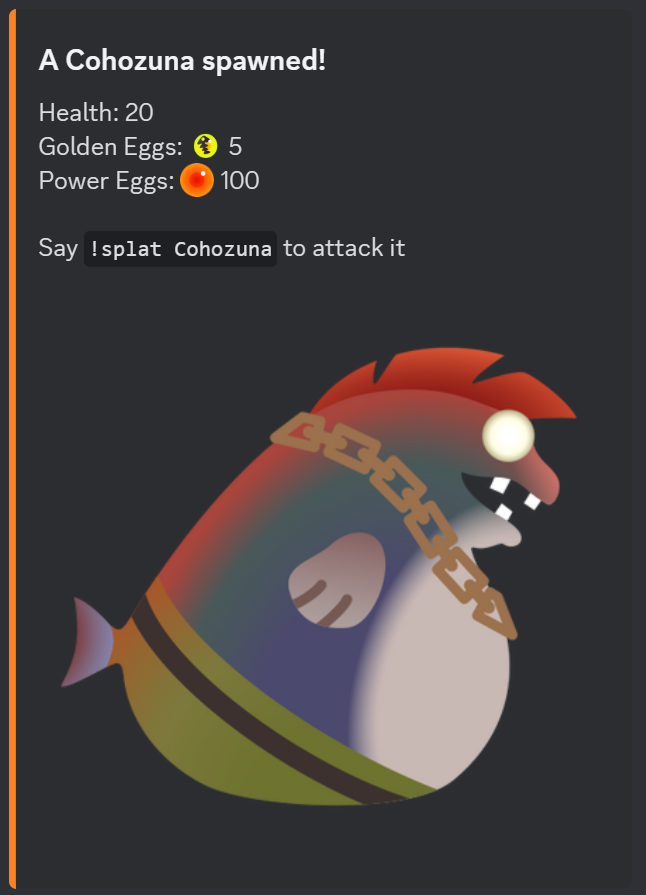 A Cohozuna spawned!
Health: 20
Golden Eggs: 5
Power Eggs: 100
Say !splat Cohozuna to attack it